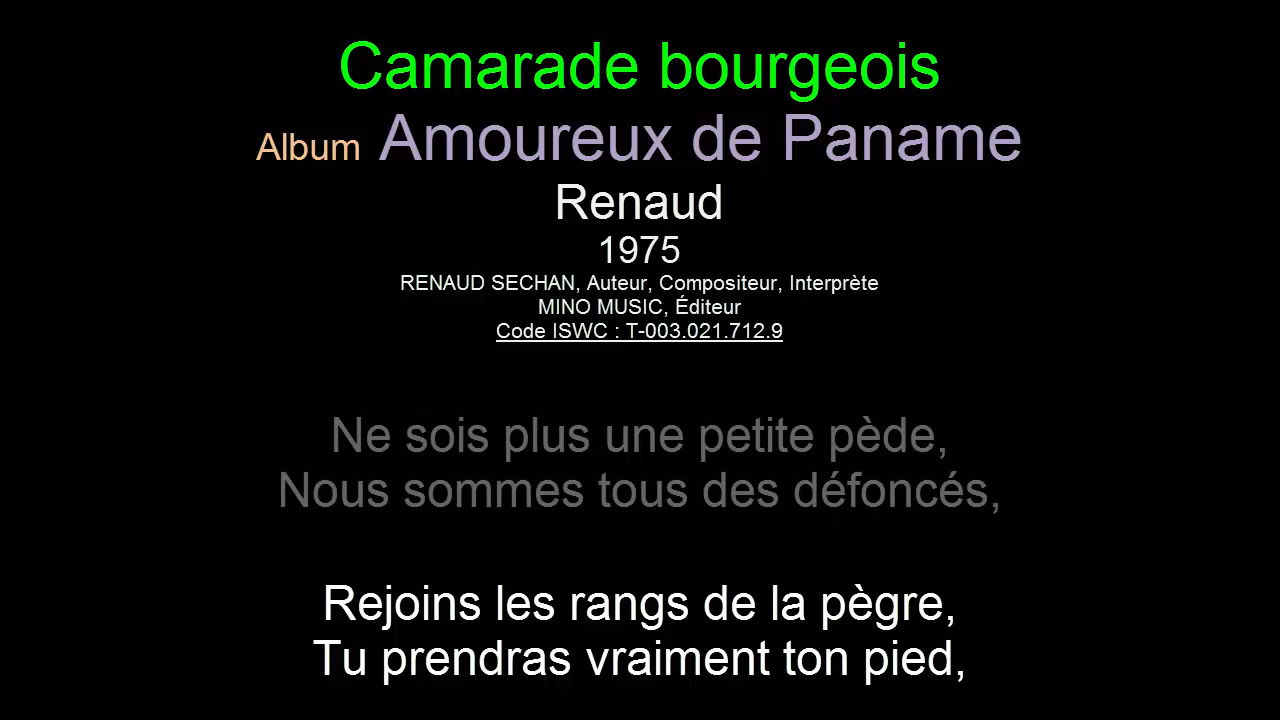 Camarade bourgeois
Album Amoureux de Paname
Renaud
1975
RENAUD SECHAN, Auteur, Compositeur, Interprète
MINO MUSIC, Éditeur
Code ISWC : T-003.021.712.9
Ne sois plus une petite pède,
Nous sommes tous des défoncés,
Rejoins les rangs de la pègre,
Tu prendras vraiment ton pied,